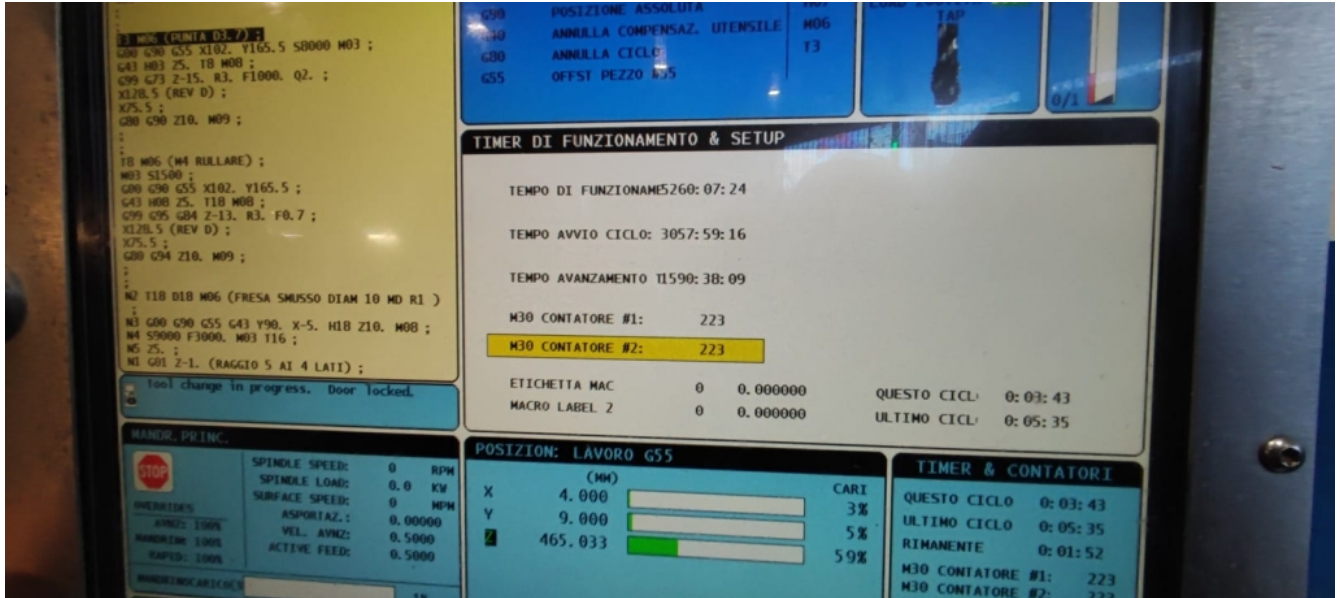 T3 M06 (PUNTA D3.7) ;
G00 G90 G55 X102. Y165.5 S8000 M03 ;
G43 H03 Z5. T8 M08 ;
G99 G73 Z-15. R3. F1000. Q2. ;
X128.5 (REV D) ;
X75.5 ;
G80 G90 Z10. M09 ;
;
;
T8 M06 (M4 RULLARE) ;
M03 S1500 ;
G00 G90 G55 X102. Y165.5 ;
G43 H08 Z5. T18 M08 ;
G99 G95 G84 Z-13. R3. F0.7 ;
X128.5 (REV D) ;
X75.5 ;
G80 G94 Z10. M09 ;
;
;
N2 T18 D18 M06 (FRESA SMUSSO DIAM 10 MD R1 )
;
N3 G00 G90 G55 G43 Y90. X-5. H18 Z10. M08 ;
N4 S9000 F3000. M03 T16 ;
N5 Z5. ;
N1 G81 Z-1. (RAGGIO 5 AI 4 LATI) ;
Tool change in progress. Door locked.
G90 POSIZIONE ASSOLUTA
G40 ANNULLA COMPENSAZ. UTENSILE M06
G80 ANNULLA CICLO T3
G55 OFFST PEZZO #55
TAP
0/1
TIMER DI FUNZIONAMENTO & SETUP
TEMPO DI FUNZIONAME5260:07:24
TEMPO AVVIO CICLO: 3057:59:16
TEMPO AVANZAMENTO T1590:38:09
M30 CONTATORE #1: 223
M30 CONTATORE #2: 223
ETICHETTA MAC 0 0.000000
MACRO LABEL 2 0 0.000000
QUESTO CICL 0:03:43
ULTIMO CICL 0:05:35
MANDR. PRINC.
STOP
SPINDLE SPEED: 0 RPM
SPINDLE LOAD: 0.0 KW
SURFACE SPEED: 0 MPM
ASPORTAZ.: 0.00000
VEL. AVNZ: 0.5000
ACTIVE FEED: 0.5000
OVERRIDES
AVNZ: 100%
MANDRINO: 100%
RAPID: 100%
POSIZION: LAVORO G55
(MM)
CARI
X 4.000 3%
Y 9.000 5%
Z 465.033 59%
TIMER & CONTATORI
QUESTO CICLO 0:03:43
ULTIMO CICLO 0:05:35
RIMANENTE 0:01:52
M30 CONTATORE #1: 223
M30 CONTATORE #2: 223